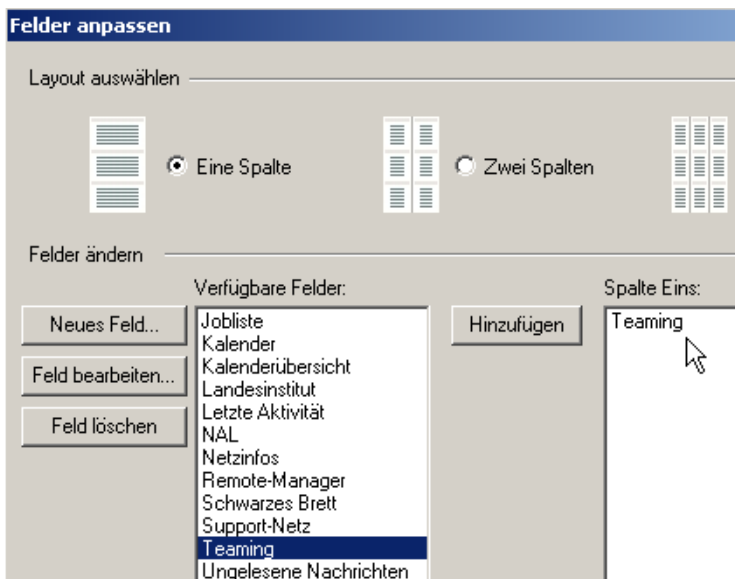 Felder anpassen
Layout auswählen
Eine Spalte
Zwei Spalten
Felder ändern
Verfügbare Felder:
Spalte Eins:
Neues Feld...
Feld bearbeiten...
Feld löschen
Jobliste
Kalender
Kalenderübersicht
Landesinstitut
Letzte Aktivität
NAL
Netzinfos
Remote-Manager
Schwarzes Brett
Support-Netz
Teaming
Ungelesene Nachrichten
Hinzufügen
Teaming